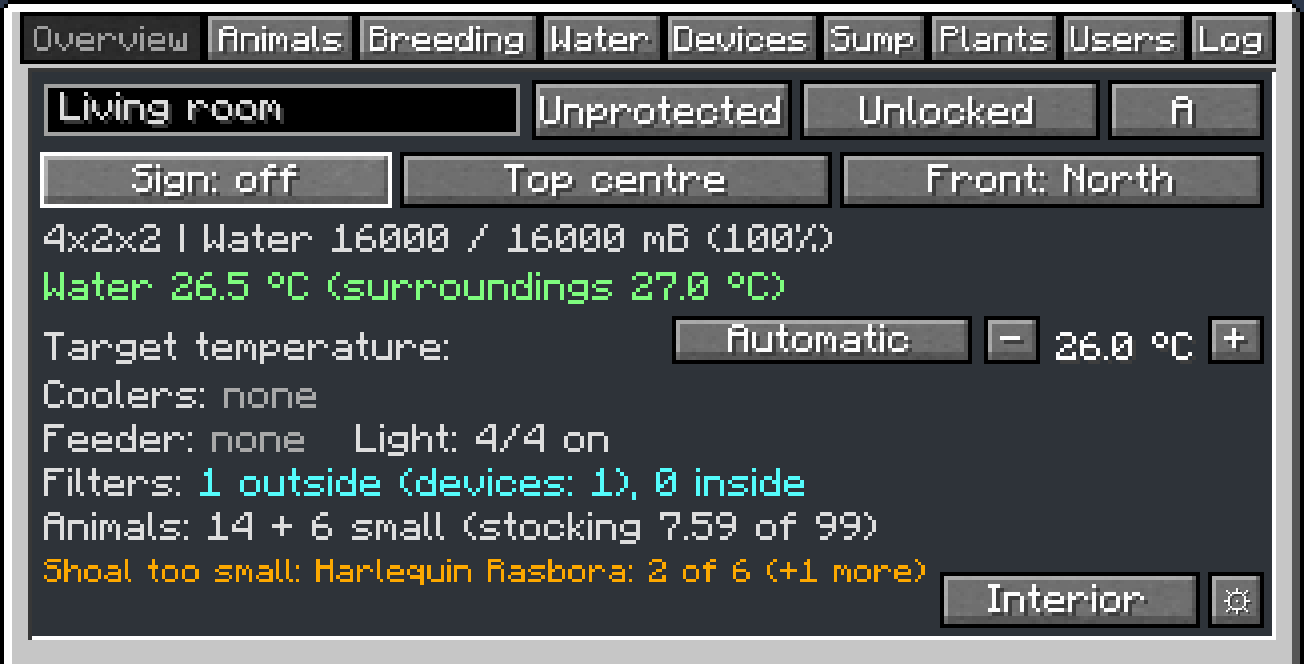 Overview Animals Breeding Water Devices Sump Plants Users Log
Living room Unprotected Unlocked A
Sign: off Top centre Front: North
4x2x2 | Water 16000 / 16000 mB (100%)
Water 26.5 °C (surroundings 27.0 °C)
Target temperature: Automatic - 26.0 °C +
Coolers: none
Feeder: none Light: 4/4 on
Filters: 1 outside (devices: 1), 0 inside
Animals: 14 + 6 small (stocking 7.59 of 99)
Shoal too small: Harlequin Rasbora: 2 of 6 (+1 more)
Interior